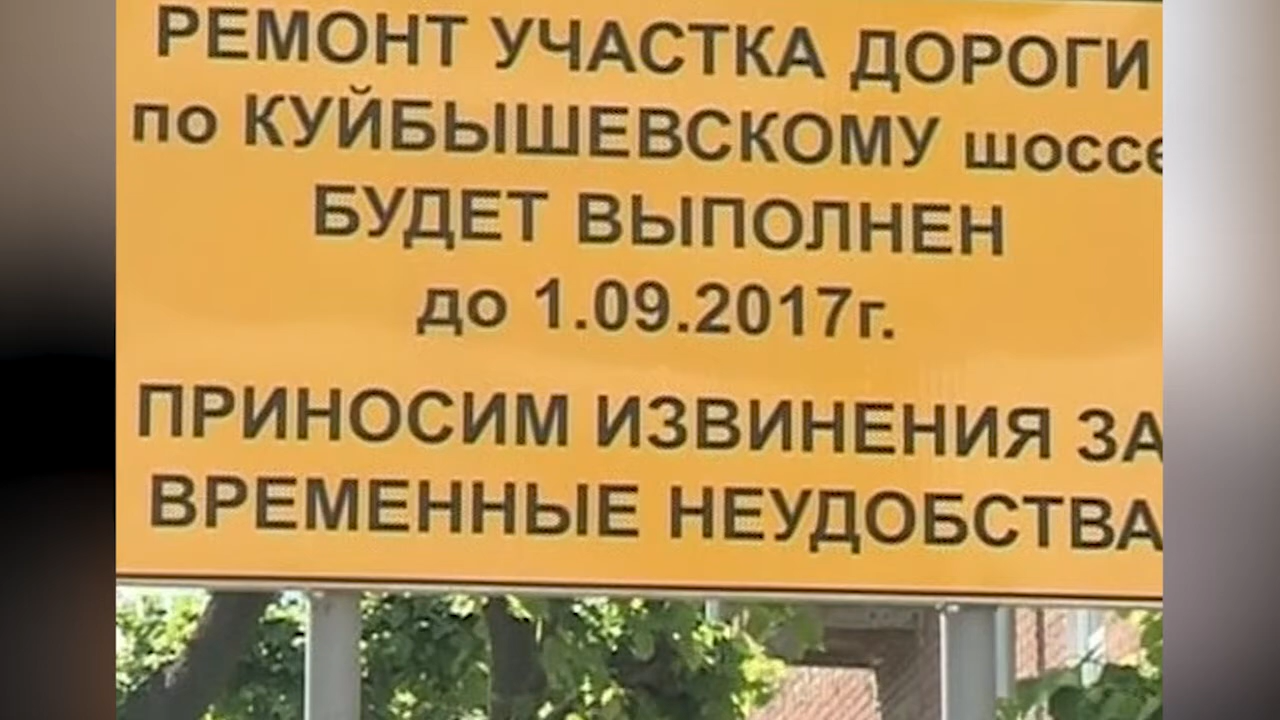 РЕМОНТ УЧАСТКА ДОРОГИ
по КУЙБЫШЕВСКОМУ шоссе
БУДЕТ ВЫПОЛНЕН
до 1.09.2017г.
ПРИНОСИМ ИЗВИНЕНИЯ ЗА
ВРЕМЕННЫЕ НЕУДОБСТВА